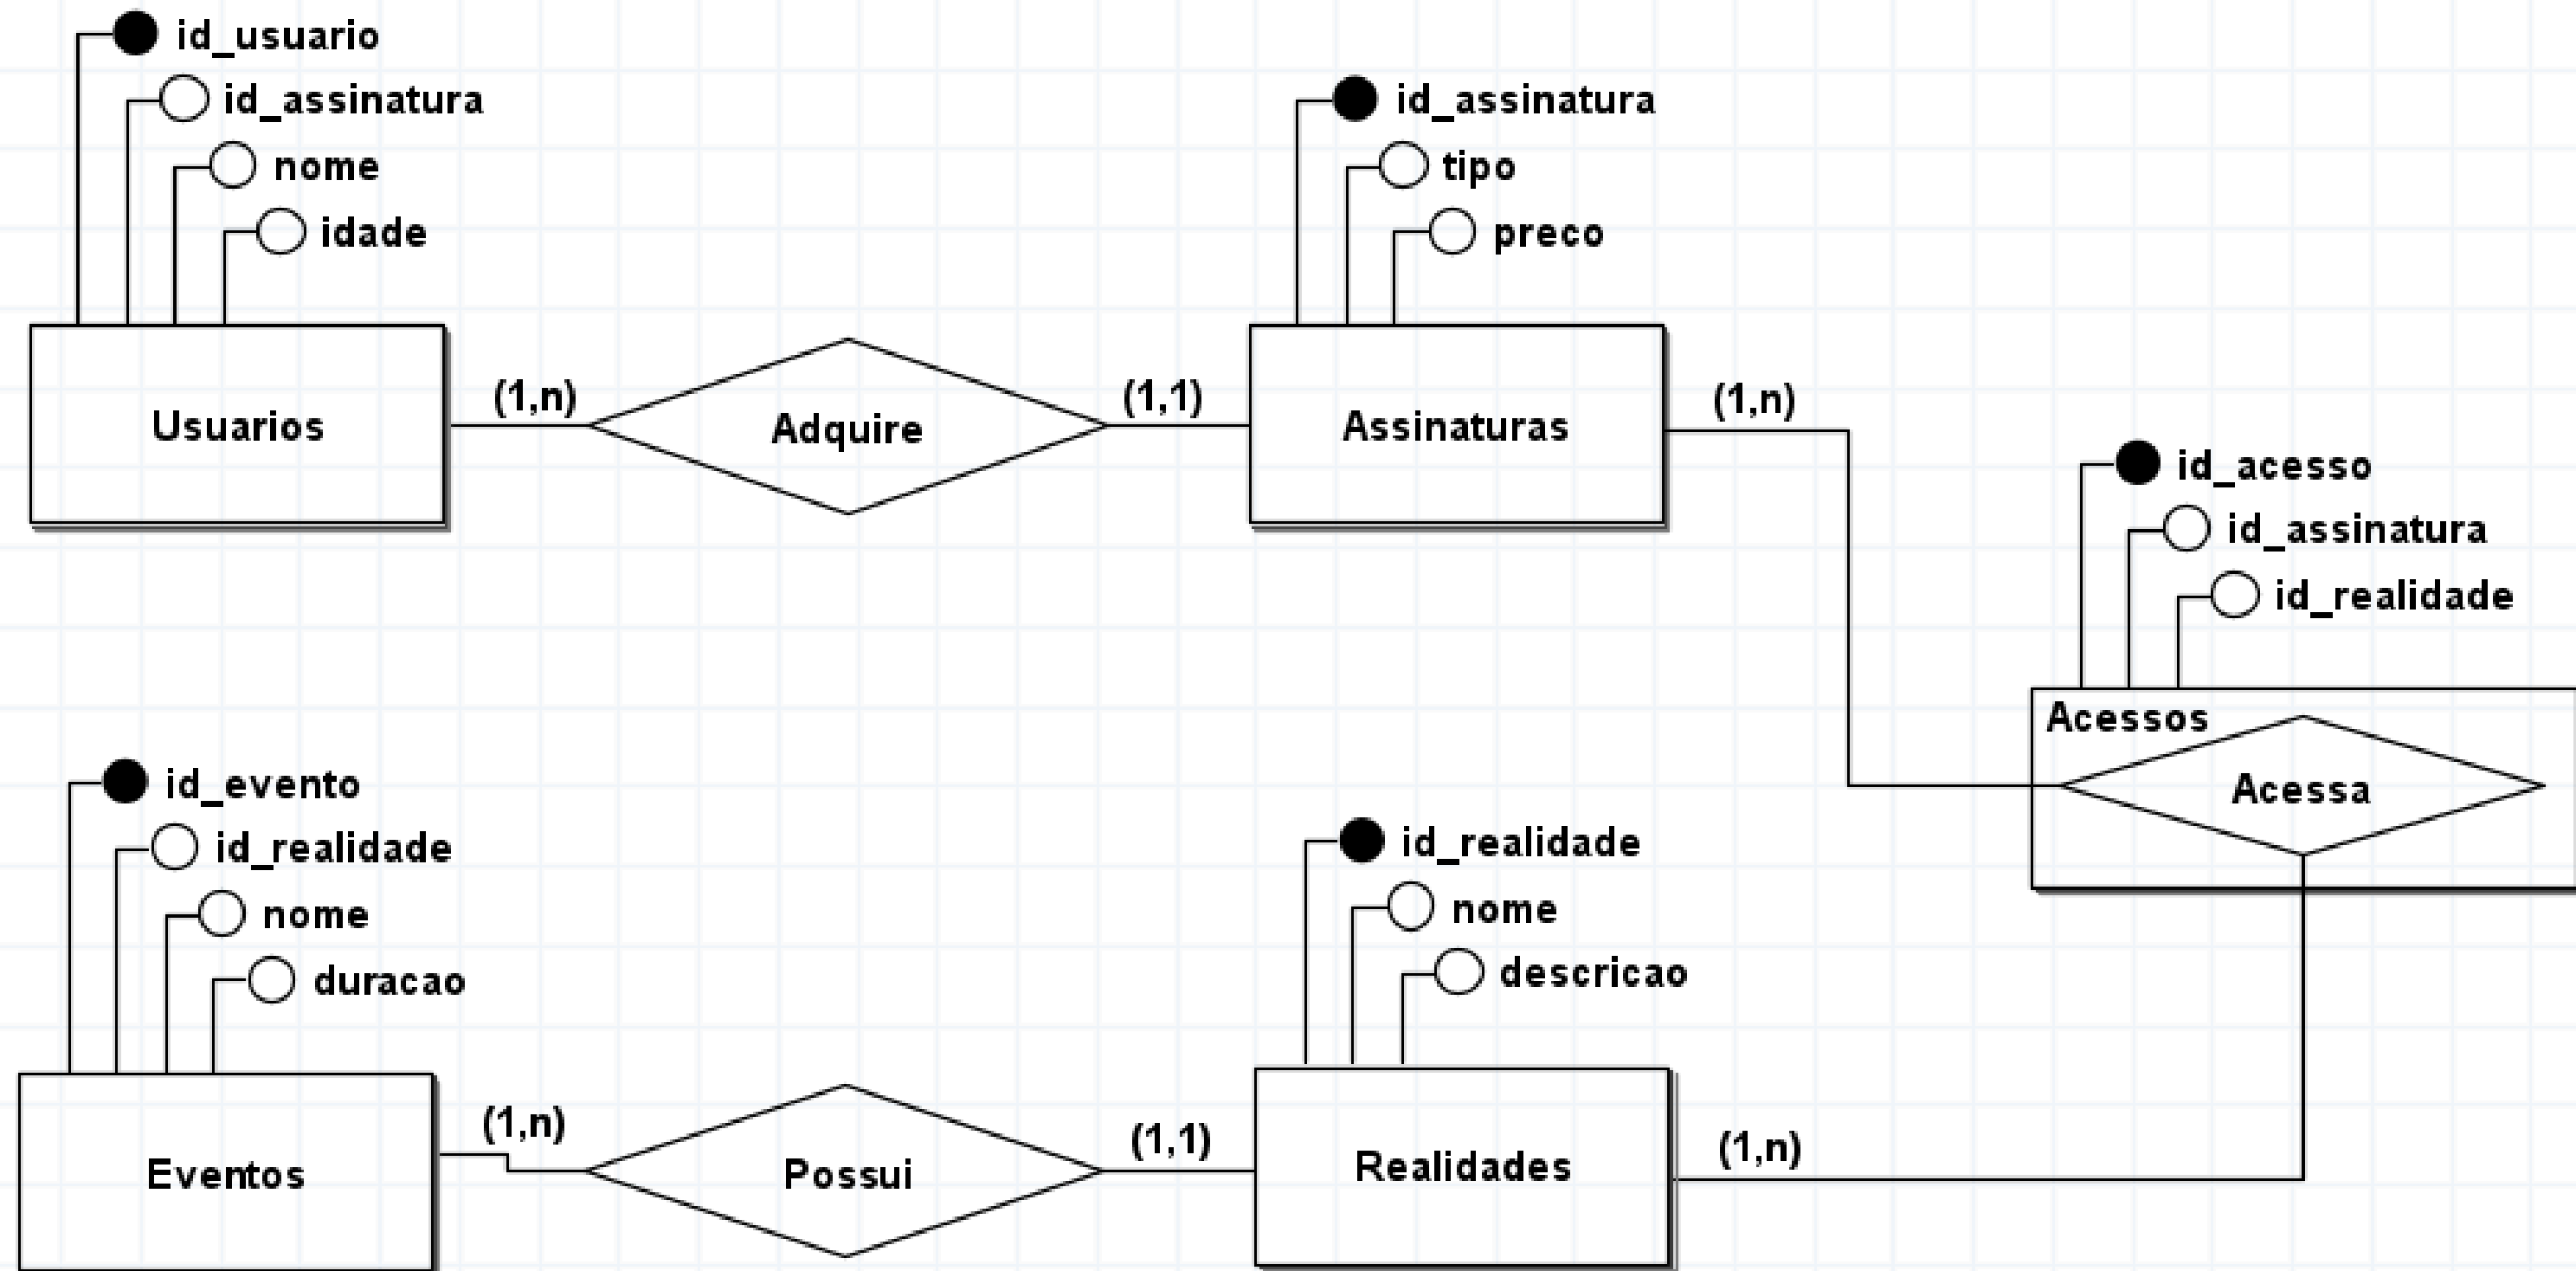 id_usuario
id_assinatura
nome
idade
Usuarios
(1,n)
Adquire
(1,1)
id_assinatura
tipo
preco
Assinaturas
(1,n)
id_acesso
id_assinatura
id_realidade
Acessos
Acessa
id_evento
id_realidade
nome
duracao
Eventos
(1,n)
Possui
(1,1)
id_realidade
nome
descricao
Realidades
(1,n)